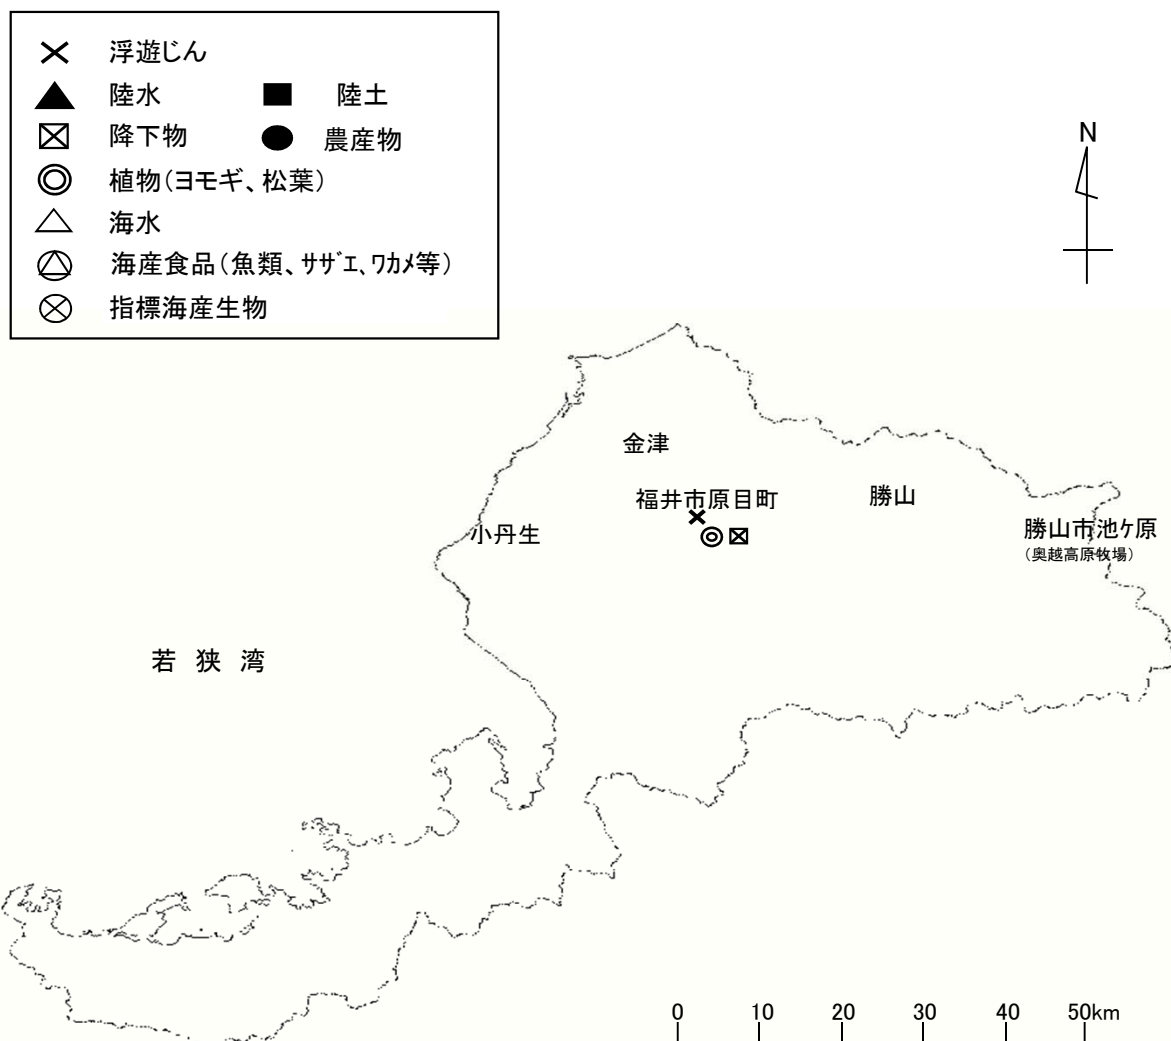 浮遊じん
陸水 陸土
降下物 農産物
植物(ヨモギ、松葉)
海水
海産食品(魚類、ｻｻﾞｴ、ﾜｶﾒ等)
指標海産生物
N
金津
福井市原目町
勝山
小丹生
勝山市池ケ原
(奥越高原牧場)
若 狭 湾
0 10 20 30 40 50km